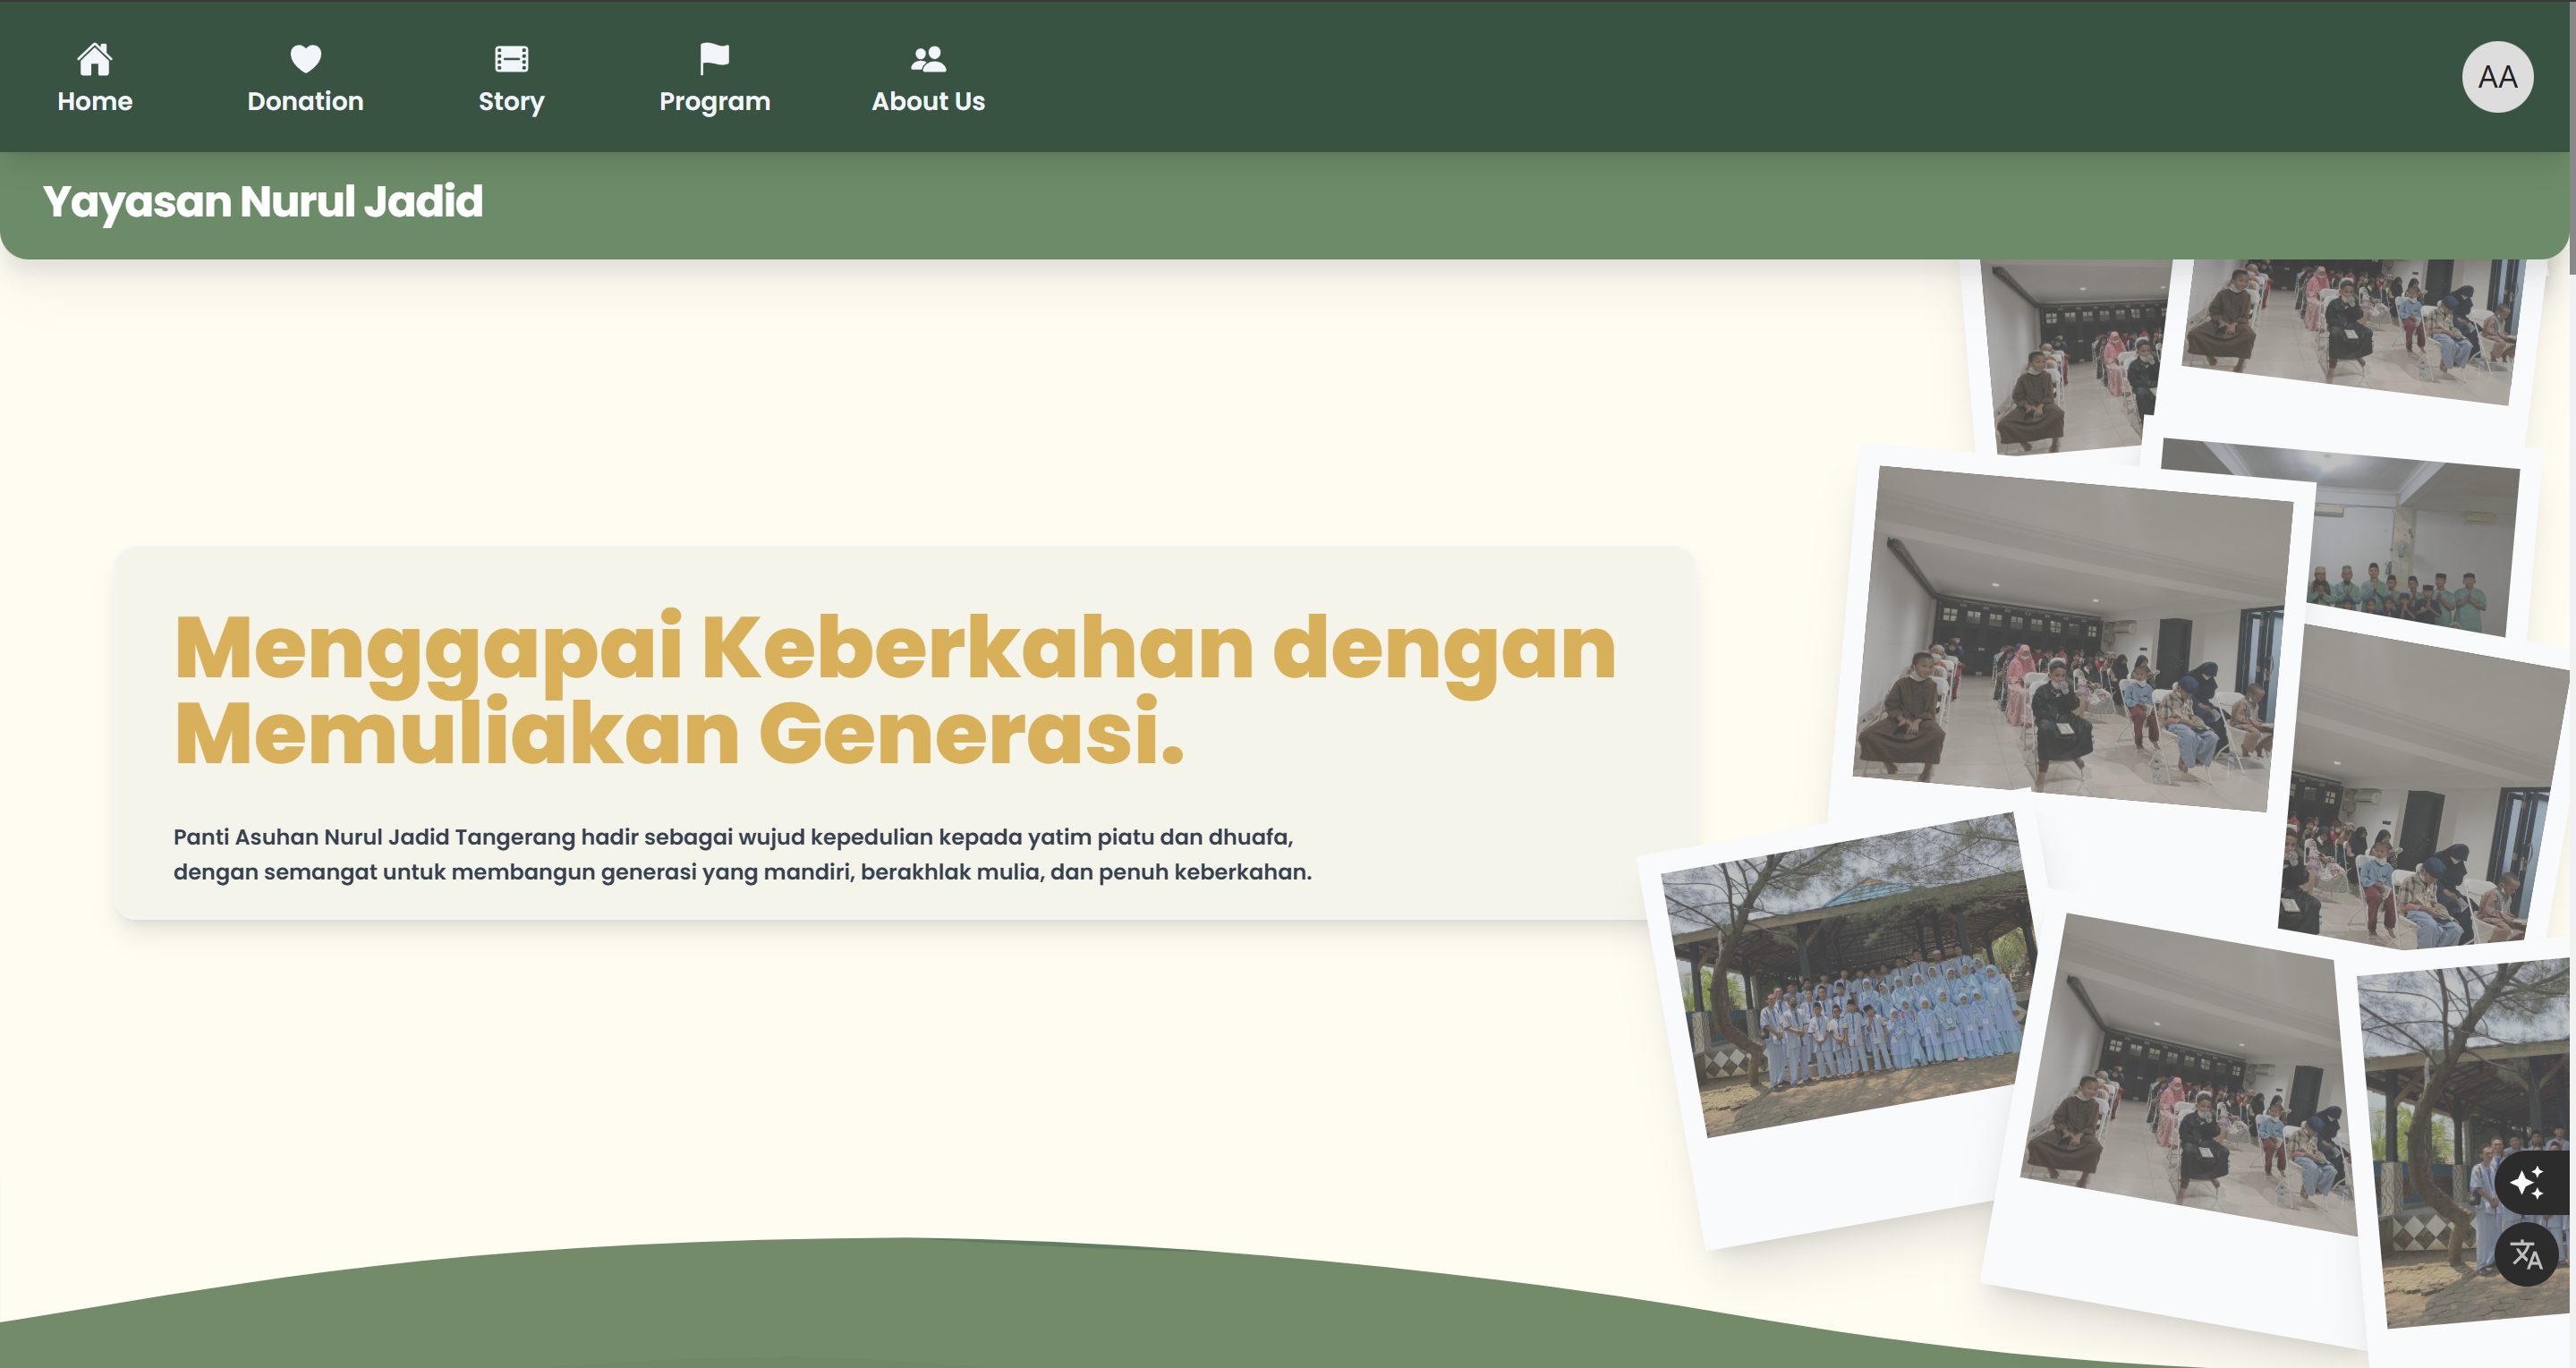 Home
Donation
Story
Program
About Us
AA
Yayasan Nurul Jadid
Menggapai Keberkahan dengan
Memuliakan Generasi.
Panti Asuhan Nurul Jadid Tangerang hadir sebagai wujud kepedulian kepada yatim piatu dan dhuafa,
dengan semangat untuk membangun generasi yang mandiri, berakhlak mulia, dan penuh keberkahan.